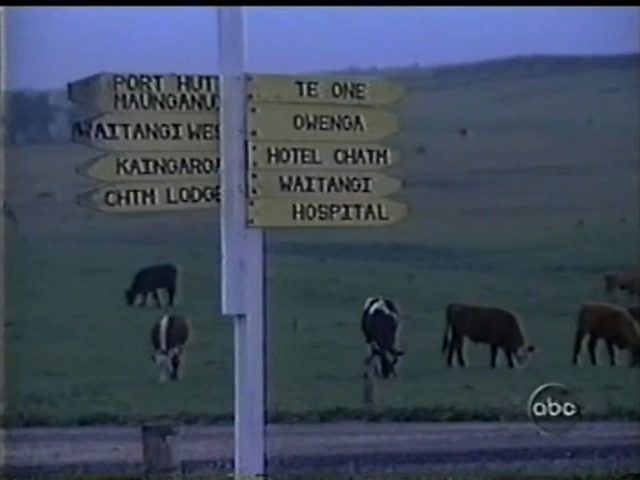 PORT HUTT
MAUNGANUI
WAITANGI WES
KAINGAROA
CHTM LODGE
TE ONE
OWENGA
HOTEL CHATM
WAITANGI
HOSPITAL
abc